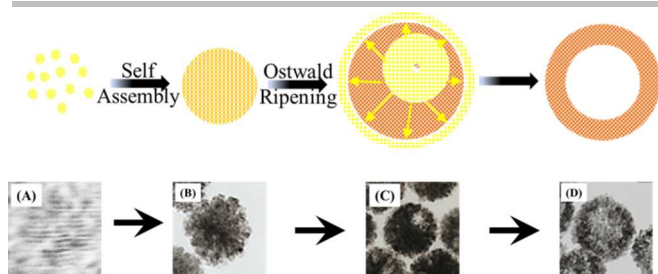 Self
Assembly
Ostwald
Ripening
(A)
(B)
(C)
(D)